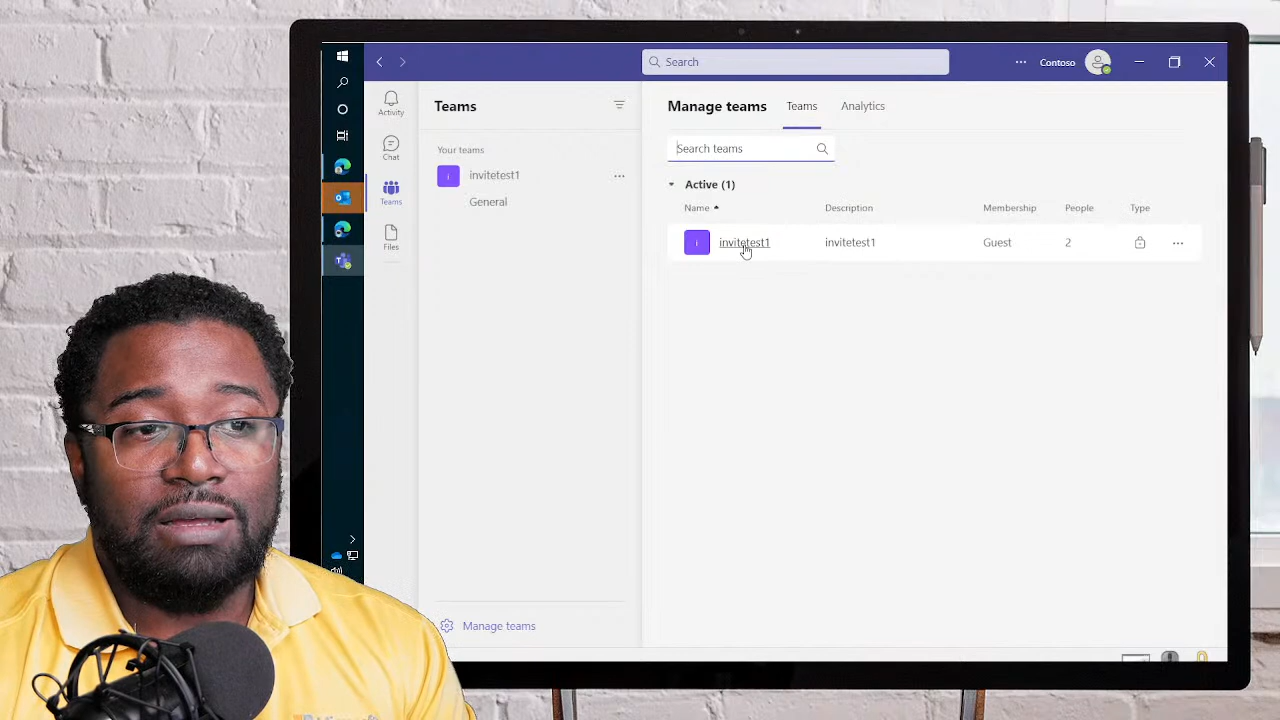 Search
Contoso
Activity
Chat
Teams
Files
Teams
Your teams
i invitetest1
General
Manage teams
Manage teams Teams Analytics
Search teams
Active (1)
Name Description Membership People Type
i invitetest1 invitetest1 Guest 2
Microsoft